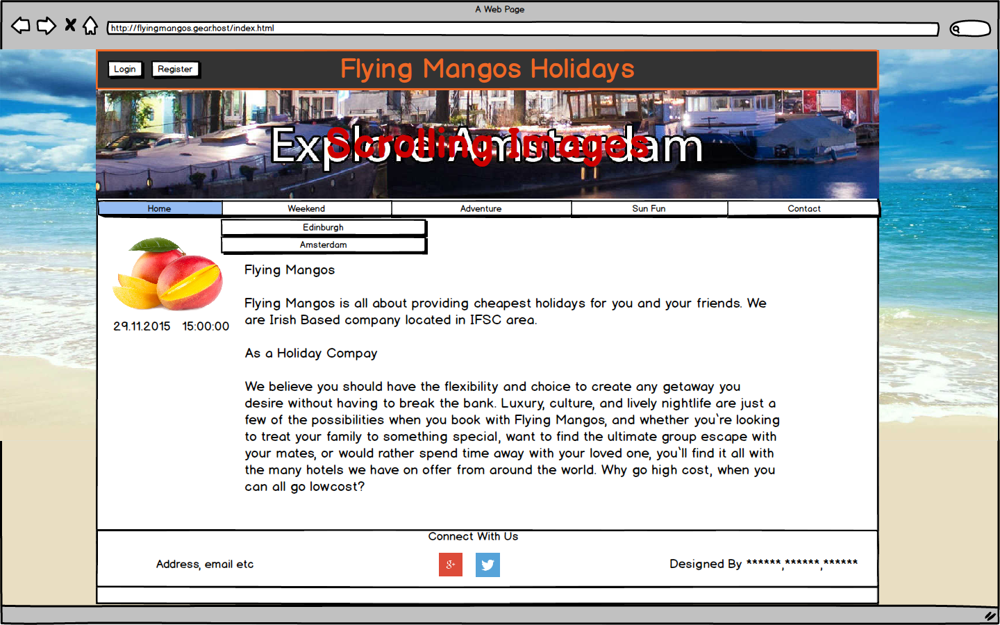 A Web Page
http://flyingmangos.gear.host/index.html
Login
Register
Flying Mangos Holidays
Explore Amsterdam
Scrolling Images
Home
Weekend
Adventure
Sun Fun
Contact
Edinburgh
Amsterdam
Flying Mangos
Flying Mangos is all about providing cheapest holidays for you and your friends. We
are Irish Based company located in IFSC area.
29.11.2015 15:00:00
As a Holiday Compay
We believe you should have the flexibility and choice to create any getaway you
desire without having to break the bank. Luxury, culture, and lively nightlife are just a
few of the possibilities when you book with Flying Mangos, and whether you`re looking
to treat your family to something special, want to find the ultimate group escape with
your mates, or would rather spend time away with your loved one, you`ll find it all with
the many hotels we have on offer from around the world. Why go high cost, when you
can all go lowcost?
Connect With Us
Address, email etc
g+
Designed By ******,******,******